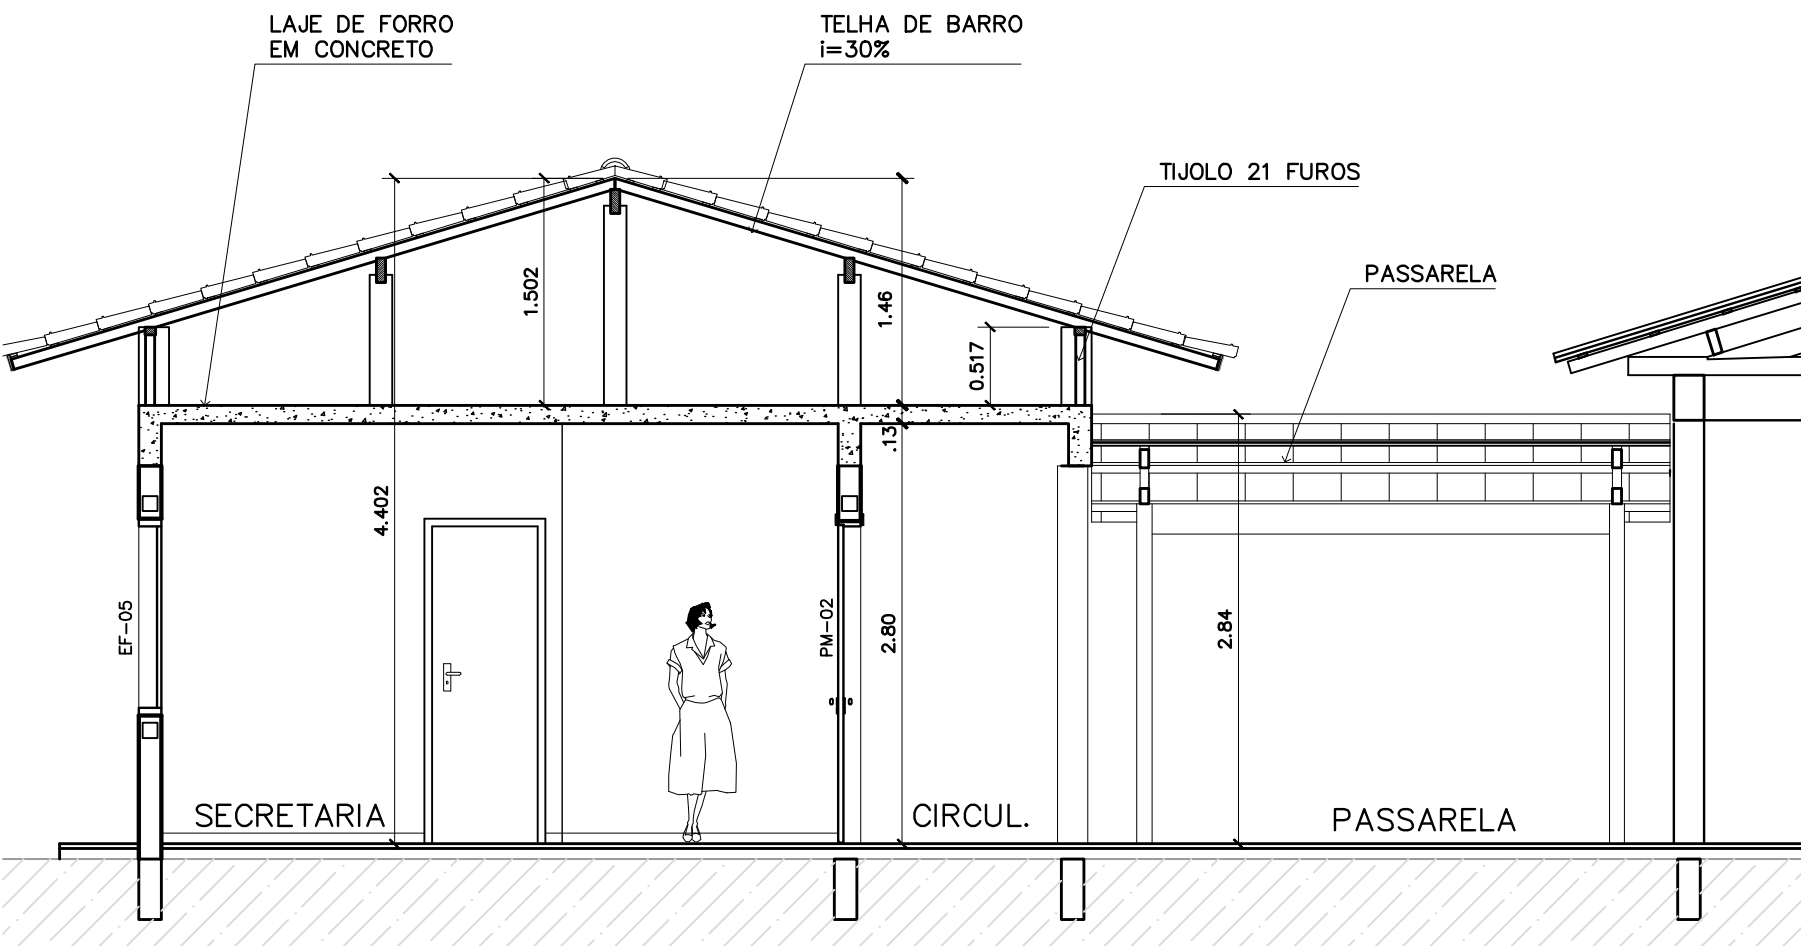 LAJE DE FORRO
EM CONCRETO
TELHA DE BARRO
i=30%
TIJOLO 21 FUROS
PASSARELA
1.502
1.46
0.517
.13
4.402
EF-05
PM-02
2.80
2.84
SECRETARIA
CIRCUL.
PASSARELA